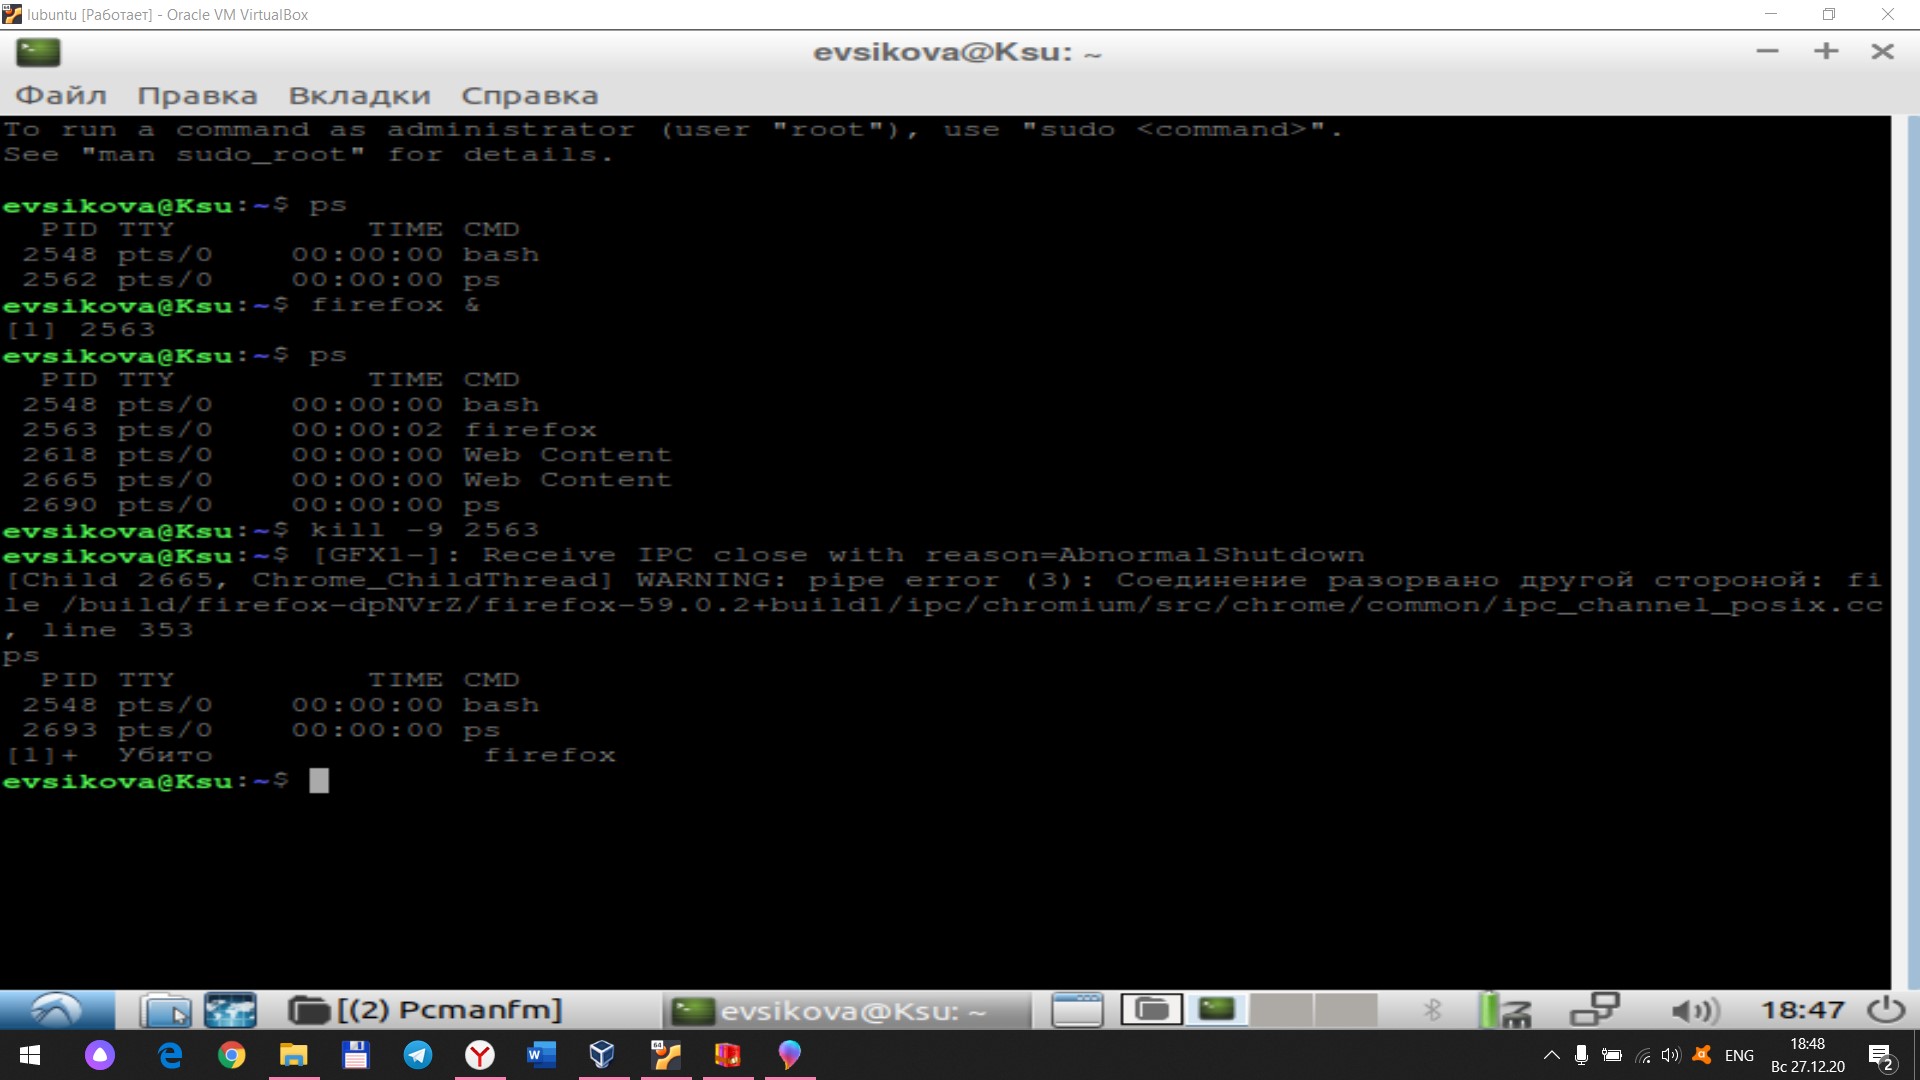 lubuntu [Работает] - Oracle VM VirtualBox
evsikova@Ksu: ~
Файл Правка Вкладки Справка
To run a command as administrator (user "root"), use "sudo <command>".
See "man sudo_root" for details.
evsikova@Ksu:~$ ps
PID TTY TIME CMD
2548 pts/0 00:00:00 bash
2562 pts/0 00:00:00 ps
evsikova@Ksu:~$ firefox &
[1] 2563
evsikova@Ksu:~$ ps
PID TTY TIME CMD
2548 pts/0 00:00:00 bash
2563 pts/0 00:00:02 firefox
2618 pts/0 00:00:00 Web Content
2665 pts/0 00:00:00 Web Content
2690 pts/0 00:00:00 ps
evsikova@Ksu:~$ kill -9 2563
evsikova@Ksu:~$ [GFX1-]: Receive IPC close with reason=AbnormalShutdown
[Child 2665, Chrome_ChildThread] WARNING: pipe error (3): Соединение разорвано другой стороной: fi
le /build/firefox-dpNVrZ/firefox-59.0.2+build1/ipc/chromium/src/chrome/common/ipc_channel_posix.cc
, line 353
ps
PID TTY TIME CMD
2548 pts/0 00:00:00 bash
2693 pts/0 00:00:00 ps
[1]+ Убито firefox
evsikova@Ksu:~$
[(2) Pcmanfm] evsikova@Ksu: ~ 18:47
64 ENG 18:48
Вс 27.12.20 2